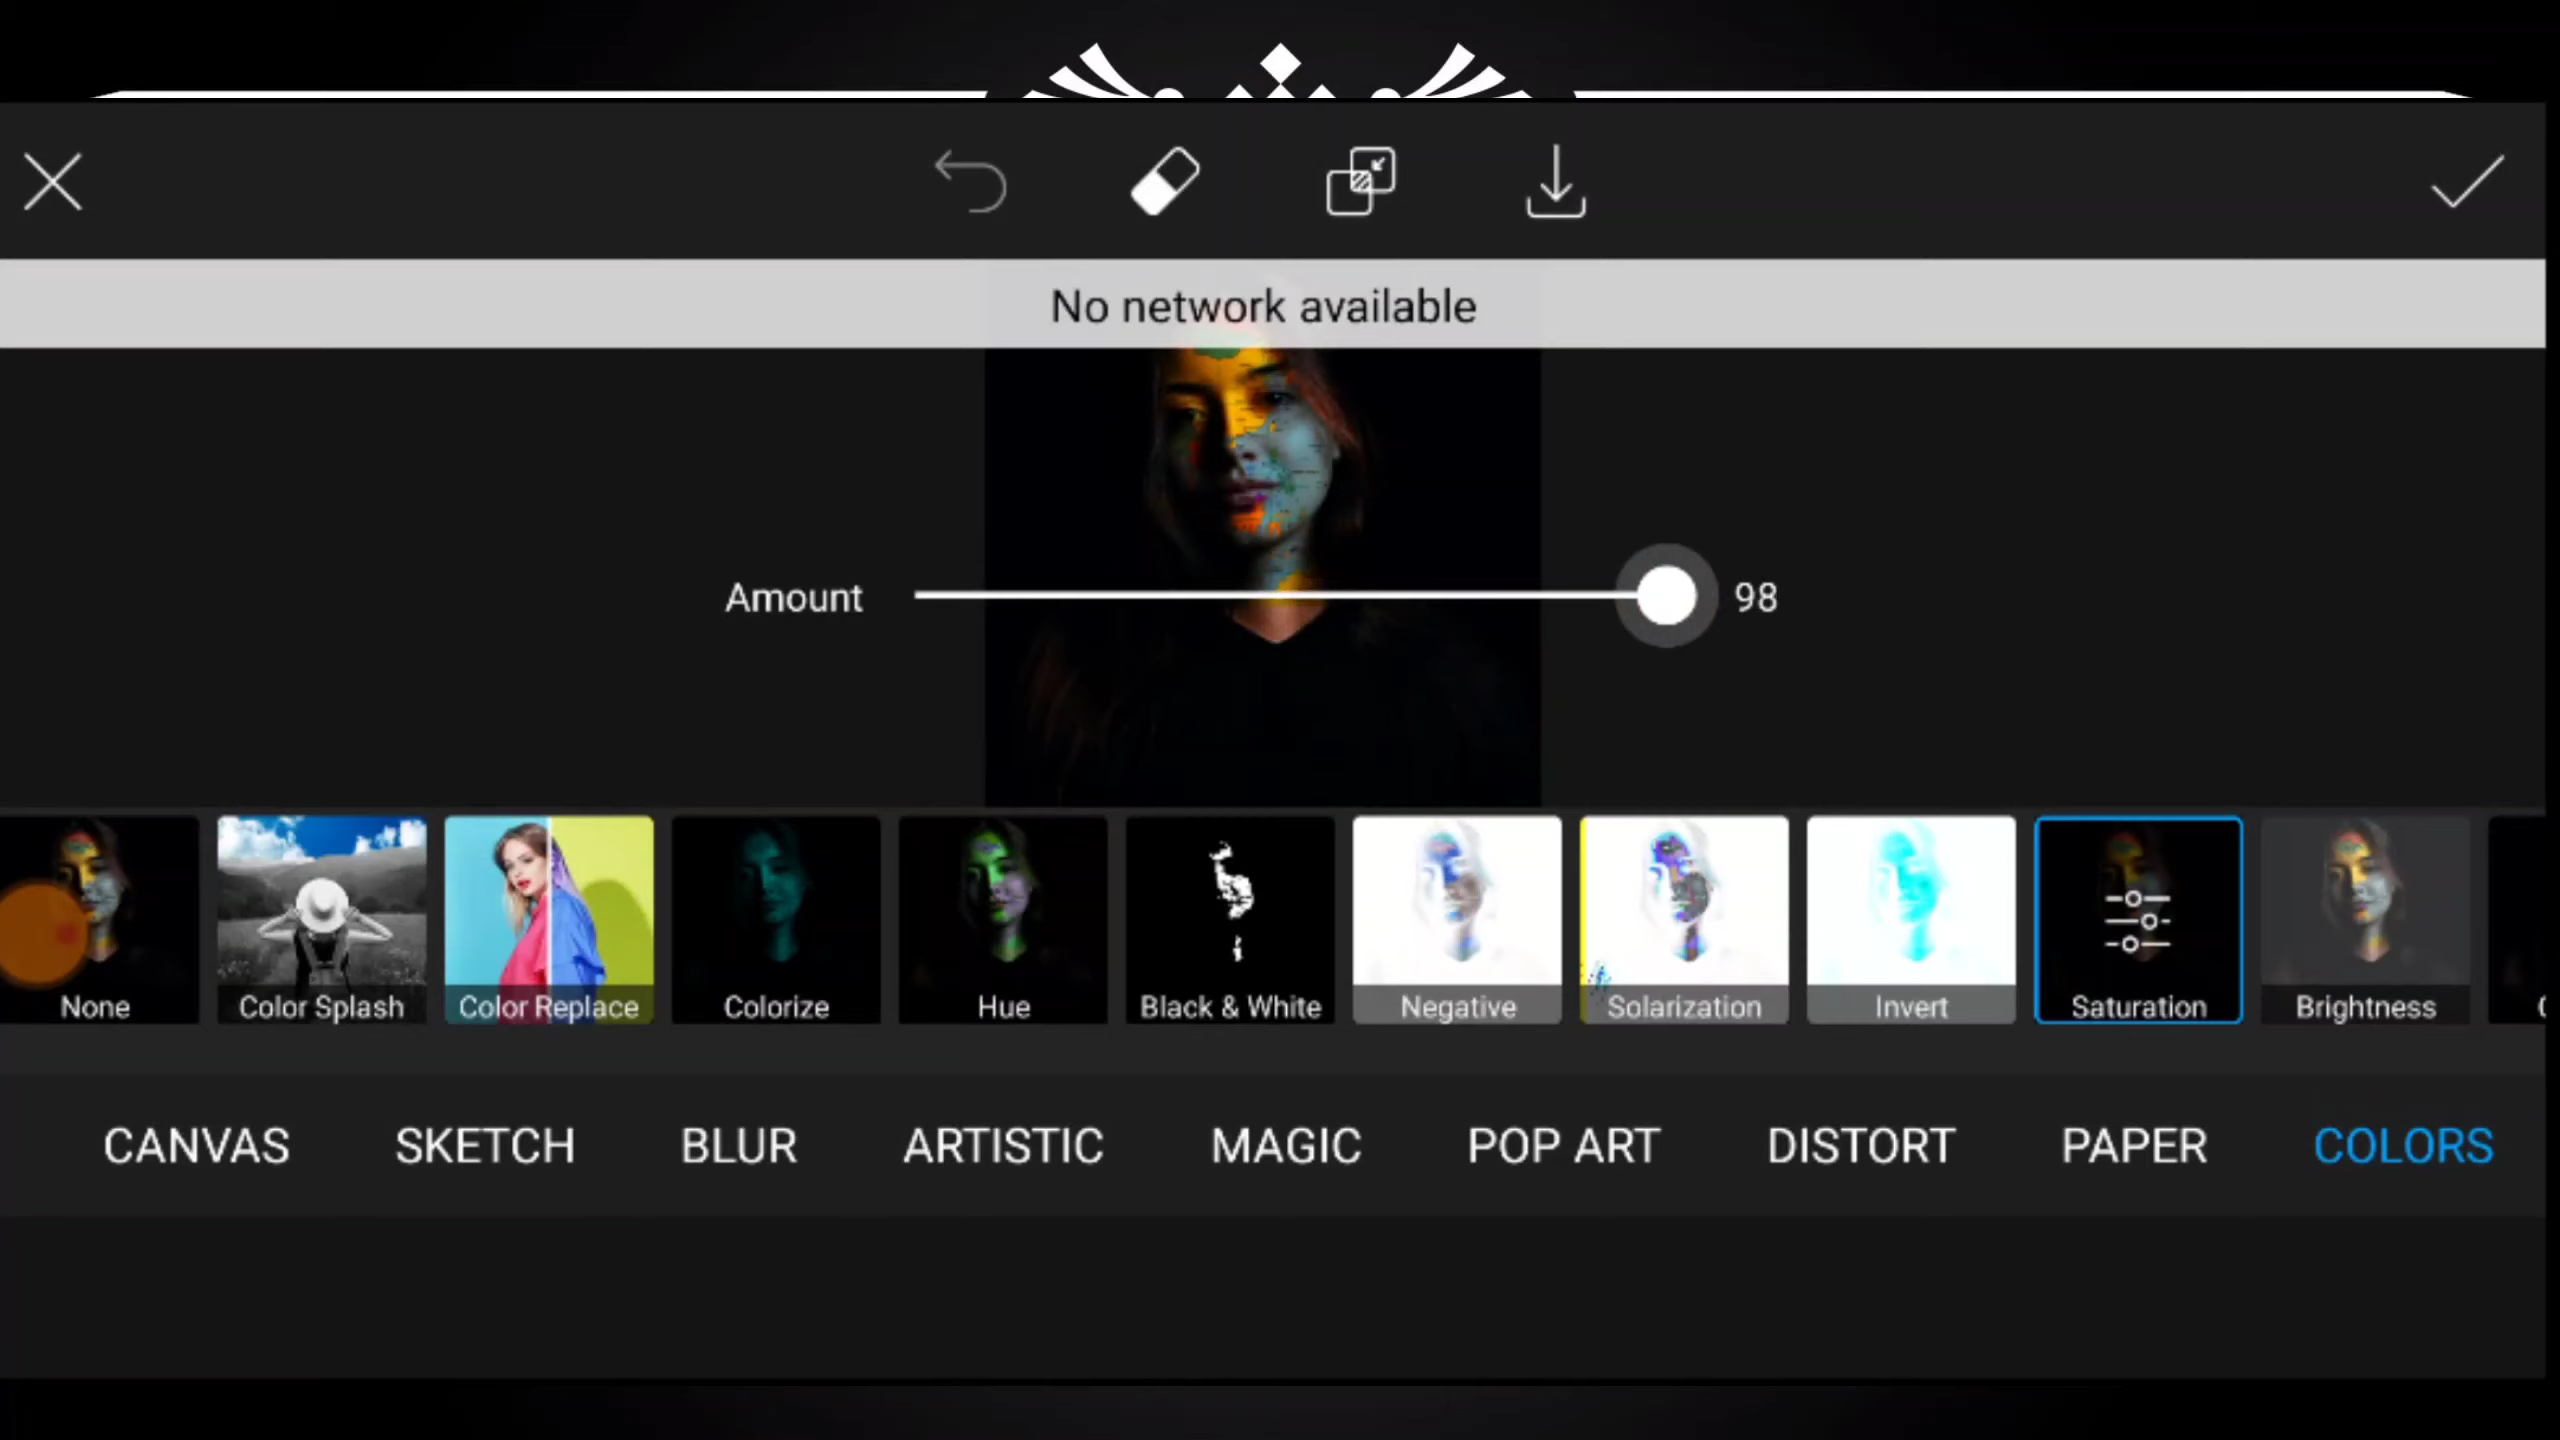 No network available
Amount 98
None Color Splash Color Replace Colorize Hue Black & White Negative Solarization Invert Saturation Brightness
CANVAS SKETCH BLUR ARTISTIC MAGIC POP ART DISTORT PAPER COLORS